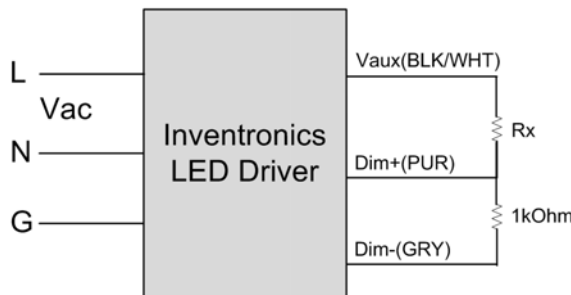 L
Vac
N
G
Inventronics
LED Driver
Vaux(BLK/WHT)
Rx
Dim+(PUR)
1kOhm
Dim-(GRY)